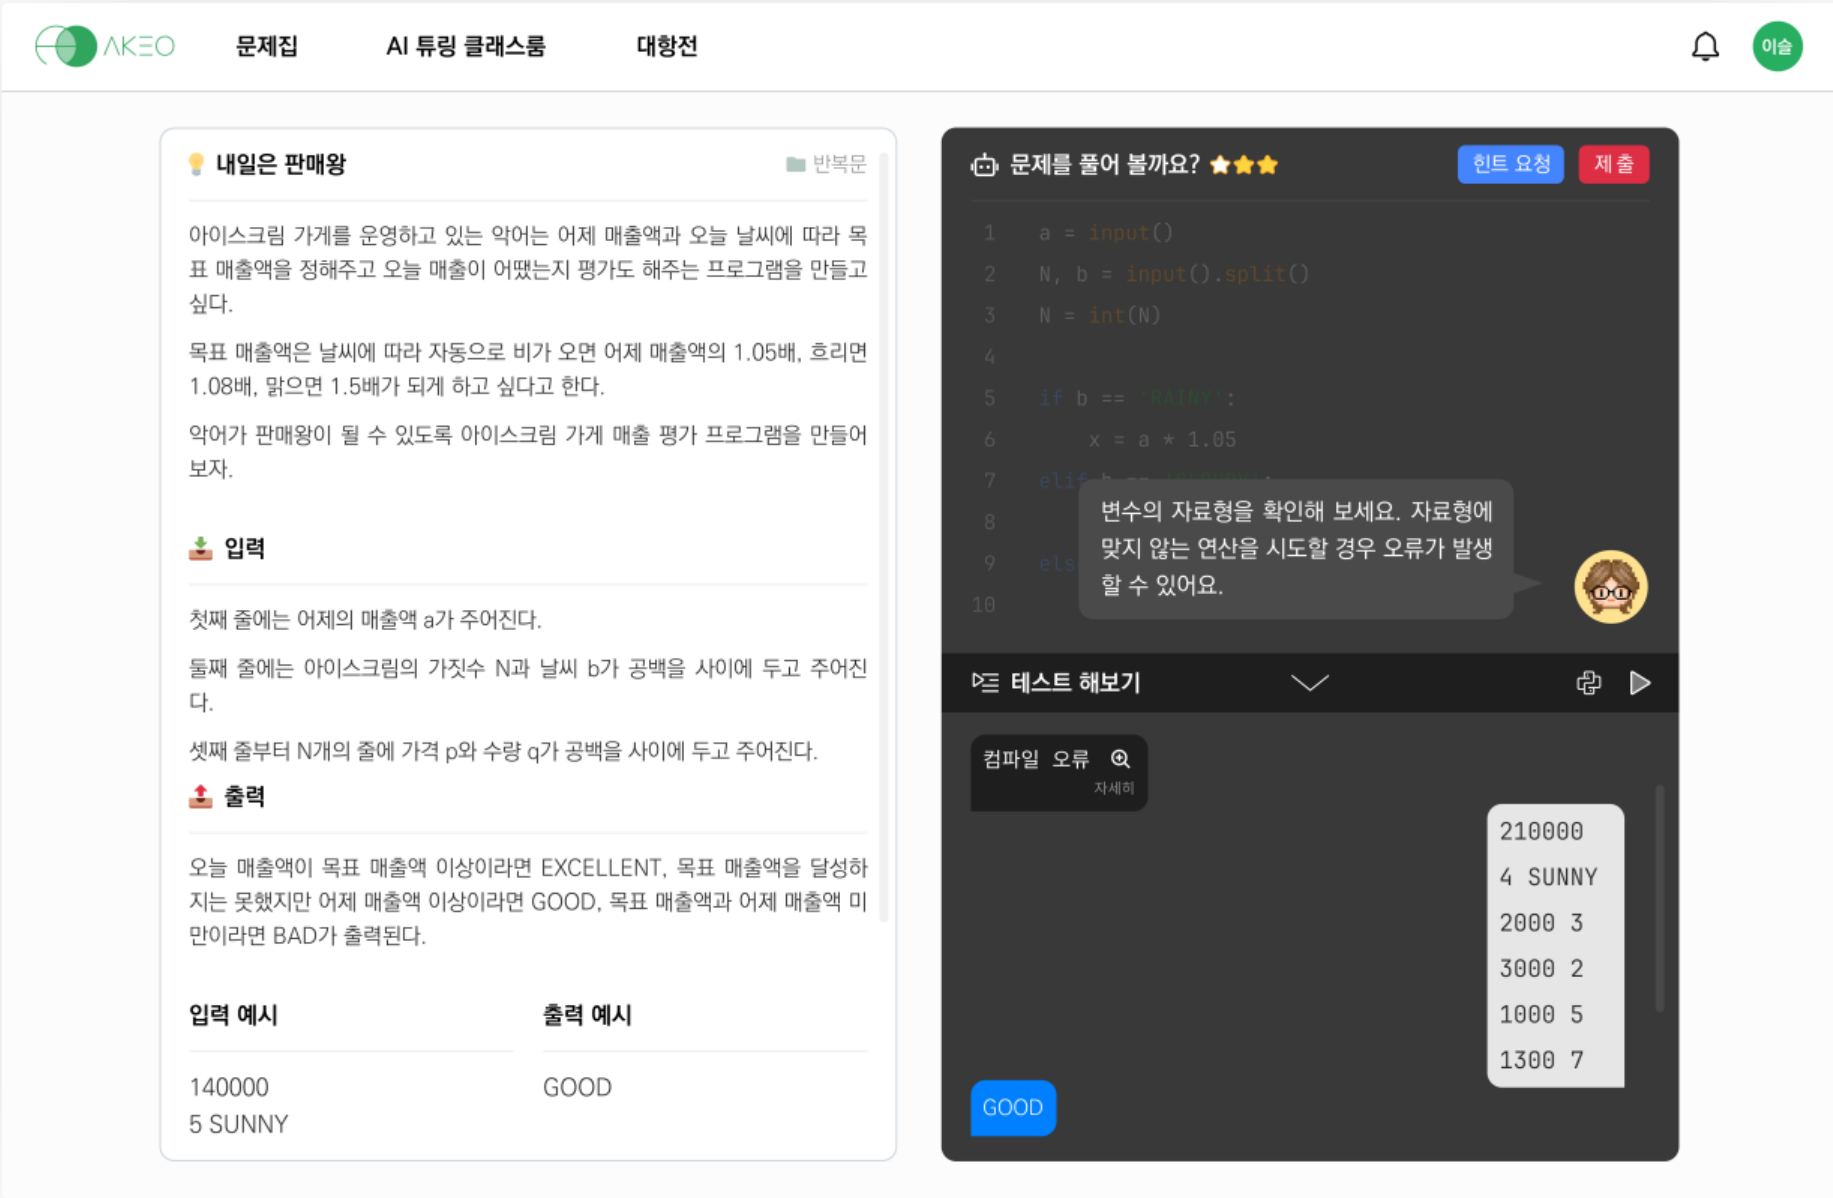 AKEO
문제집
AI 튜링 클래스룸
대항전
이슬
내일은 판매왕
반복문
아이스크림 가게를 운영하고 있는 악어는 어제 매출액과 오늘 날씨에 따라 목
표 매출액을 정해주고 오늘 매출이 어땠는지 평가도 해주는 프로그램을 만들고
싶다.
목표 매출액은 날씨에 따라 자동으로 비가 오면 어제 매출액의 1.05배, 흐리면
1.08배, 맑으면 1.5배가 되게 하고 싶다고 한다.
악어가 판매왕이 될 수 있도록 아이스크림 가게 매출 평가 프로그램을 만들어
보자.
입력
첫째 줄에는 어제의 매출액 a가 주어진다.
둘째 줄에는 아이스크림의 가짓수 N과 날씨 b가 공백을 사이에 두고 주어진
다.
셋째 줄부터 N개의 줄에 가격 p와 수량 q가 공백을 사이에 두고 주어진다.
출력
오늘 매출액이 목표 매출액 이상이라면 EXCELLENT, 목표 매출액을 달성하
지는 못했지만 어제 매출액 이상이라면 GOOD, 목표 매출액과 어제 매출액 미
만이라면 BAD가 출력된다.
입력 예시
140000
5 SUNNY
출력 예시
GOOD
문제를 풀어 볼까요?
힌트 요청
제출
1 a = input()
2 N, b = input().split()
3 N = int(N)
4
5 if b == 'RAINY':
6 x = a * 1.05
7 elif b ==
8
9
10
변수의 자료형을 확인해 보세요. 자료형에
맞지 않는 연산을 시도할 경우 오류가 발생
할 수 있어요.
테스트 해보기
컴파일 오류
자세히
210000
4 SUNNY
2000 3
3000 2
1000 5
1300 7
GOOD